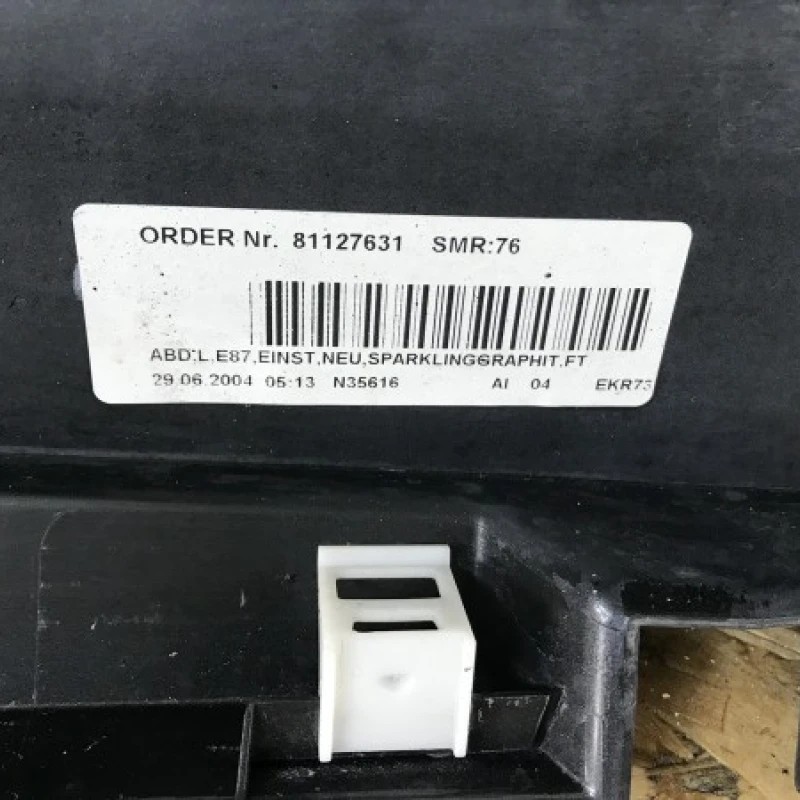 ORDER Nr. 81127631 SMR:76
ABD.L,E87,EINST,NEU,SPARKLINGGRAPHIT,FT
29.06.2004 05:13 N35616 AI 04 EKR73